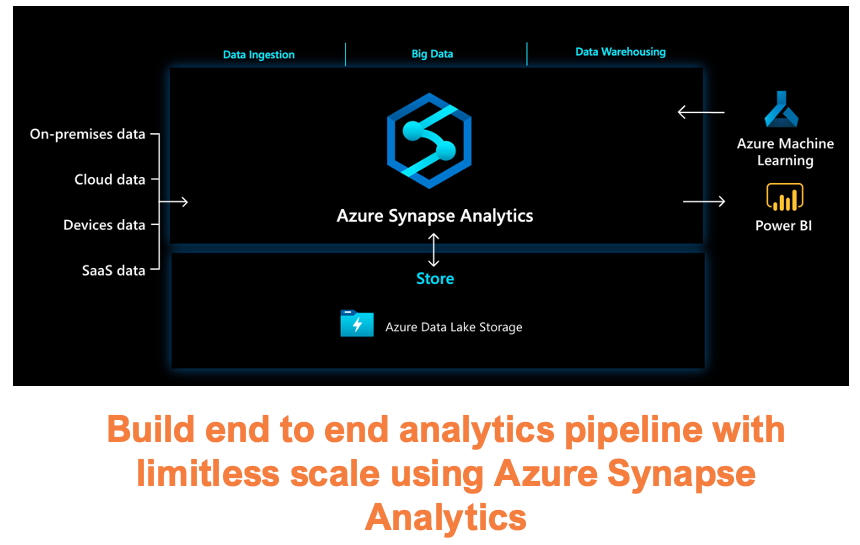 Data Ingestion
Big Data
Data Warehousing
On-premises data
Cloud data
Devices data
SaaS data
Azure Synapse Analytics
Azure Machine
Learning
Power BI
Store
Azure Data Lake Storage
Build end to end analytics pipeline with
limitless scale using Azure Synapse
Analytics